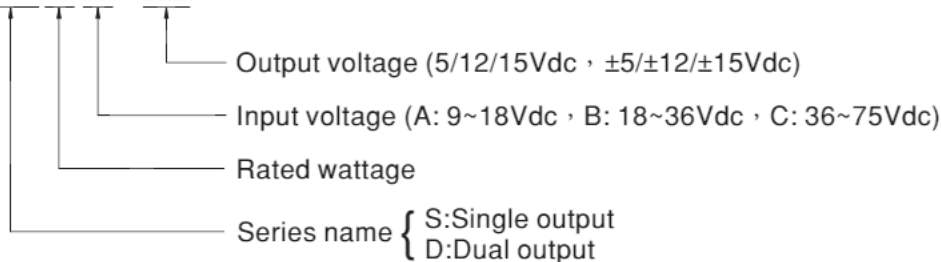 Output voltage (5/12/15Vdc，±5/±12/±15Vdc)
Input voltage (A: 9~18Vdc，B: 18~36Vdc，C: 36~75Vdc)
Rated wattage
Series name { S:Single output
D:Dual output